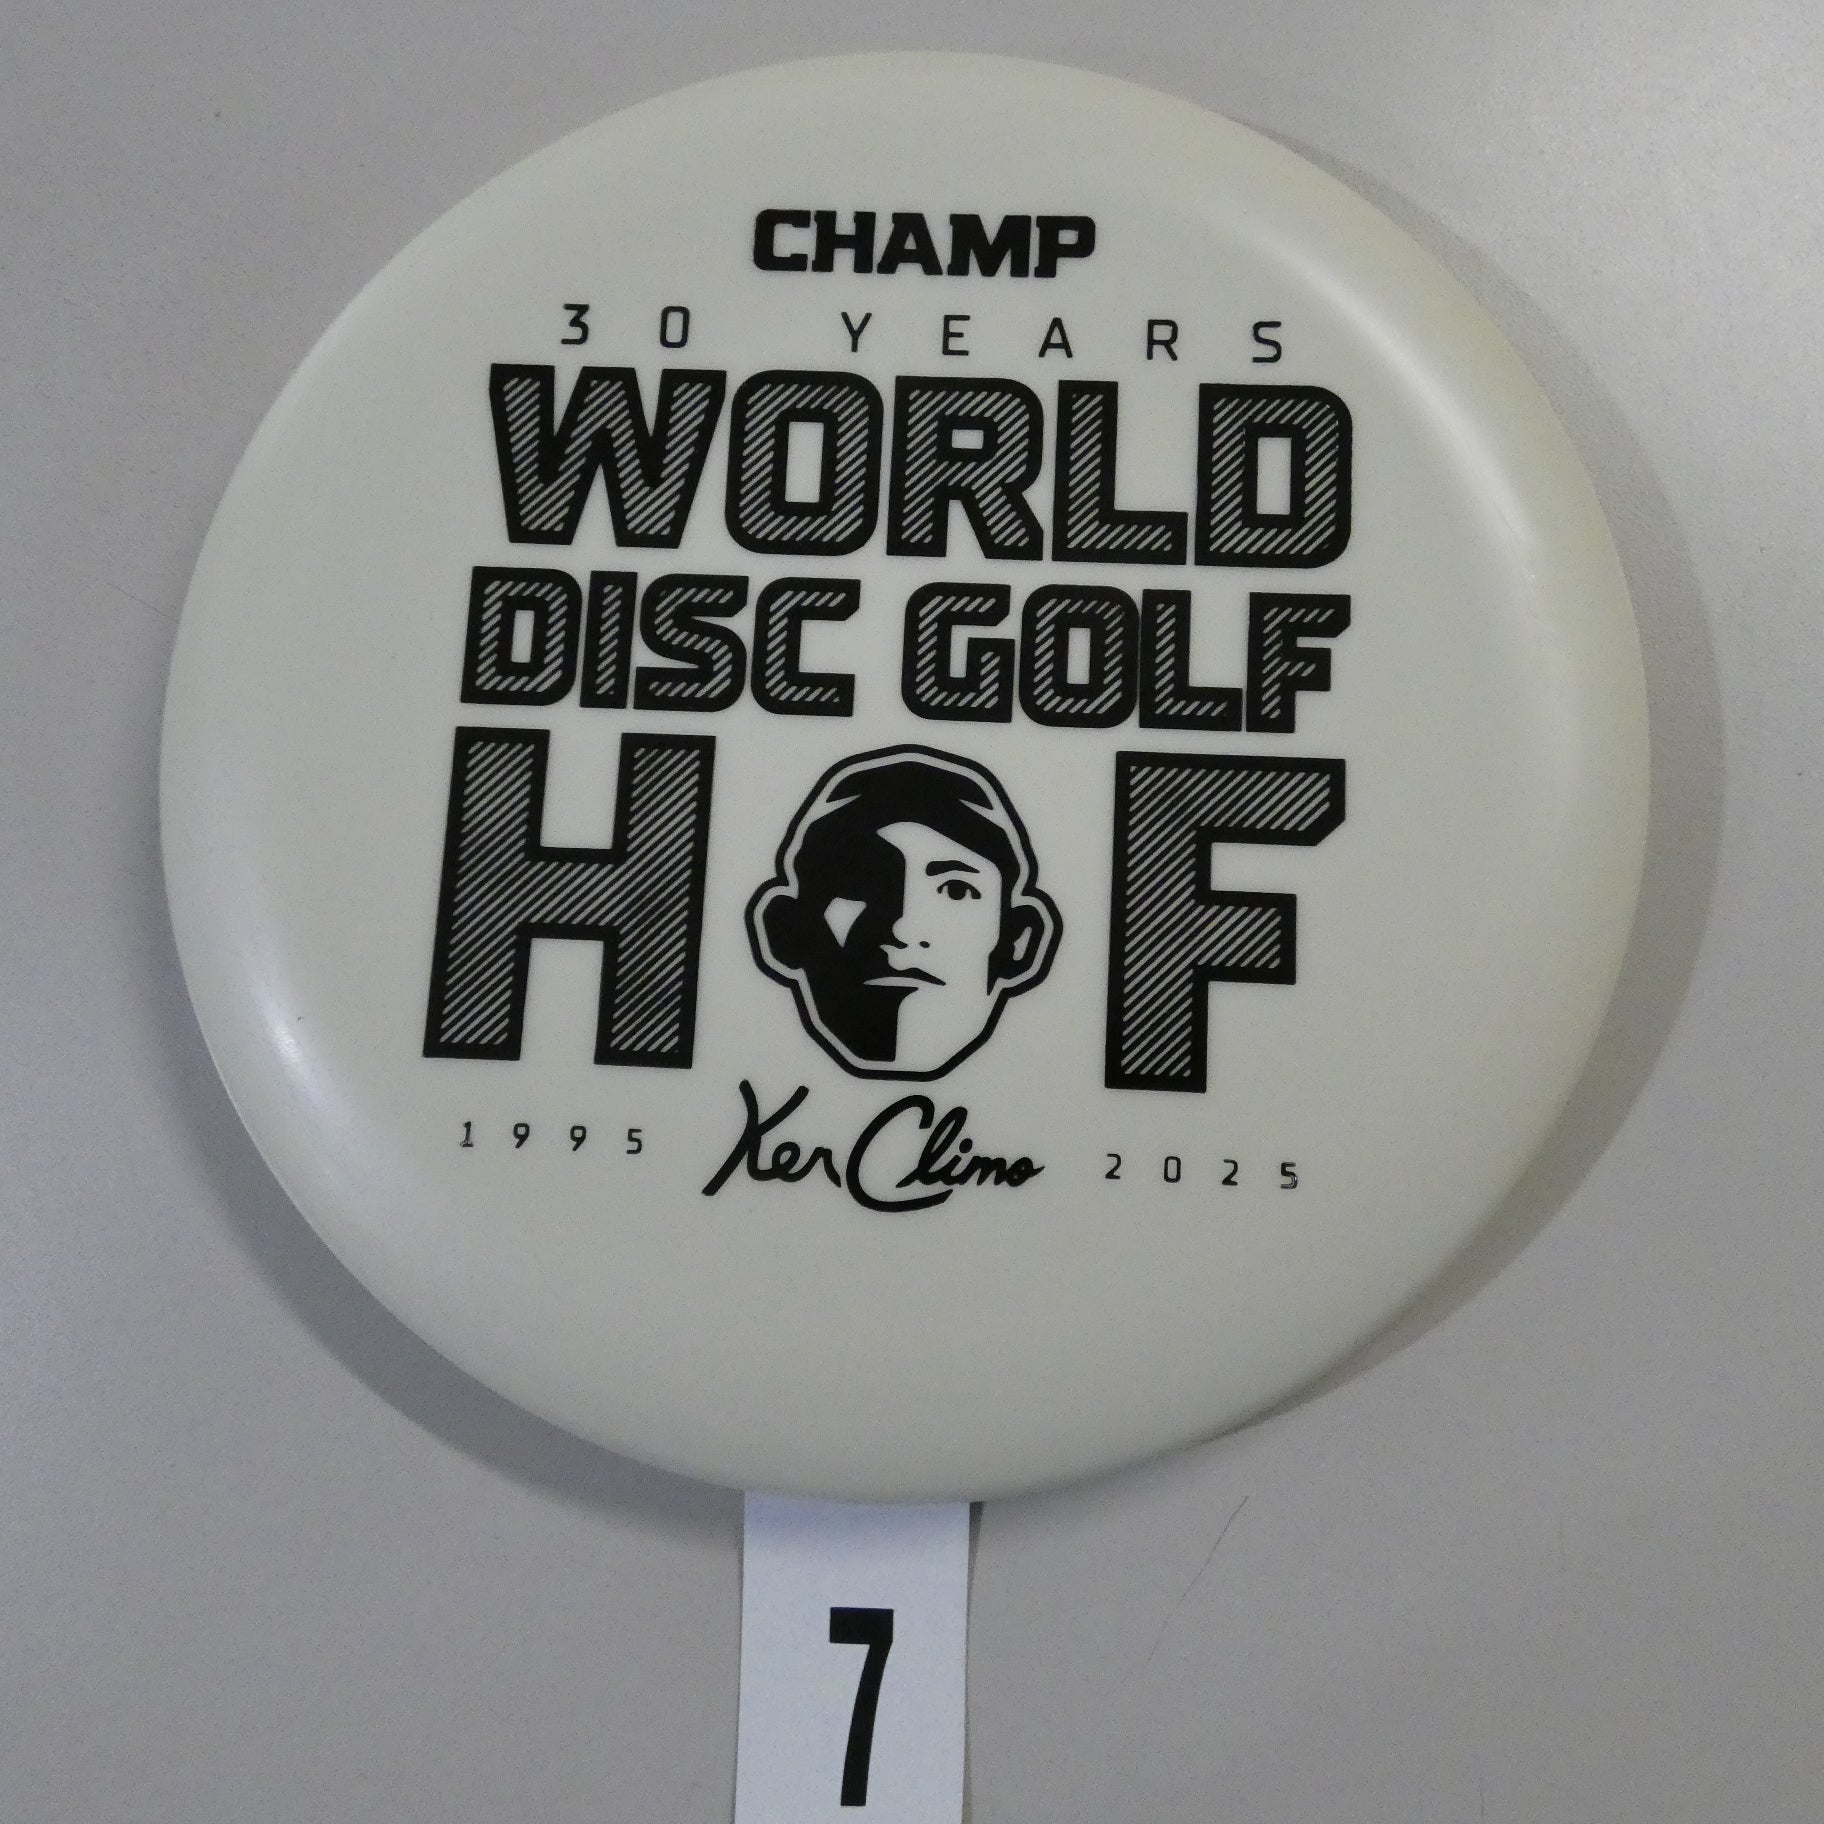 CHAMP
30 YEARS
WORLD
DISC GOLF
H F
1995 Ken Climo 2025
7